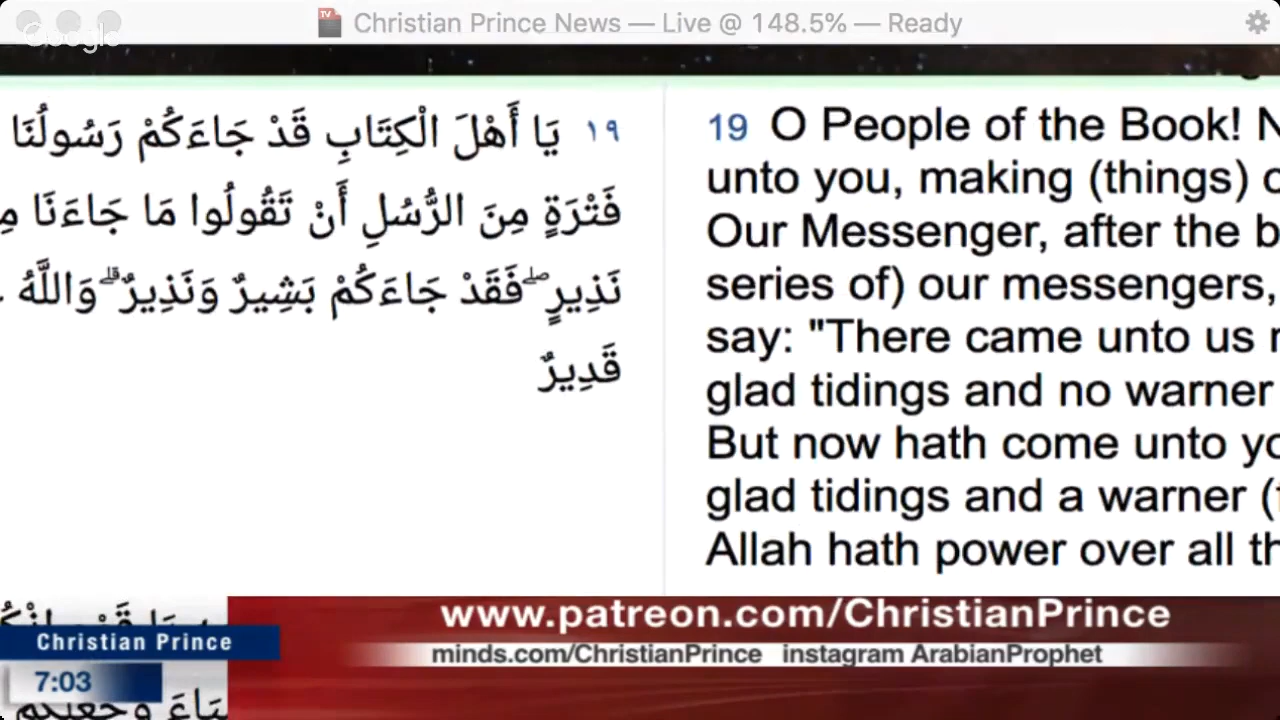 Christian Prince News — Live @ 148.5% — Ready
Google
١٩ يَا أَهْلَ الْكِتَابِ قَدْ جَاءَكُمْ رَسُولُنَا
فَتْرَةٍ مِنَ الرُّسُلِ أَنْ تَقُولُوا مَا جَاءَنَا
نَذِيرٍ ۖ فَقَدْ جَاءَكُمْ بَشِيرٌ وَنَذِيرٌ ۗ وَاللَّهُ
قَدِيرٌ
19 O People of the Book! N
unto you, making (things)
Our Messenger, after the b
series of) our messengers,
say: "There came unto us
glad tidings and no warner
But now hath come unto yo
glad tidings and a warner (
Allah hath power over all th
www.patreon.com/ChristianPrince
Christian Prince
minds.com/ChristianPrince instagram ArabianProphet
7:03